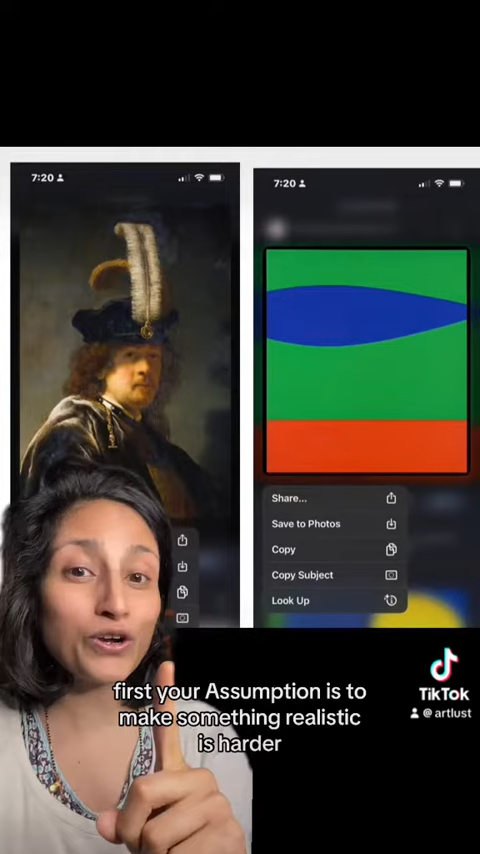 7:20
7:20
Share...
Save to Photos
Copy
Copy Subject
Look Up
first your Assumption is to
make something realistic
is harder
TikTok
@artlust